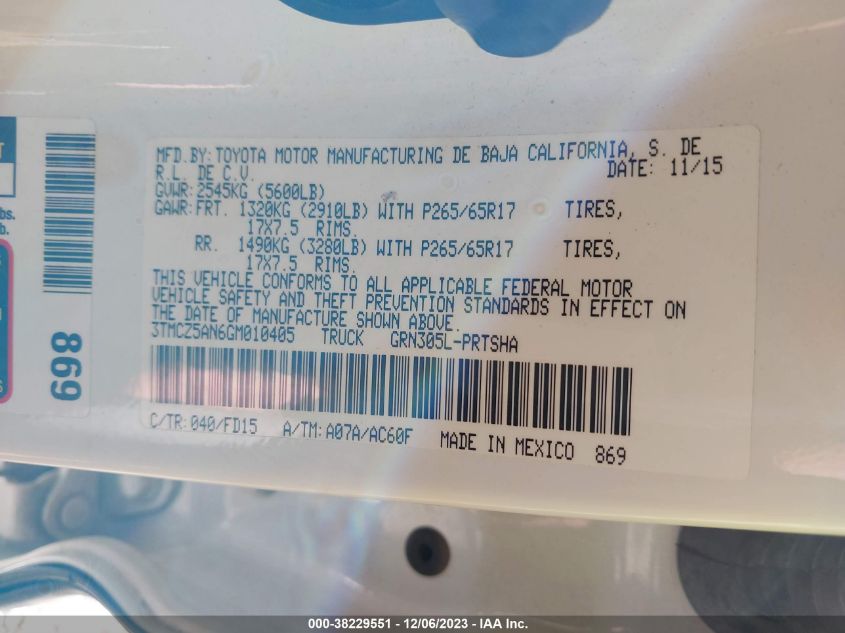 MFD.BY: TOYOTA MOTOR MANUFACTURING DE BAJA CALIFORNIA, S. DE
R.L. DE C.V. DATE: 11/15
GVWR: 2545KG (5600LB)
GAWR: FRT. 1320KG (2910LB) WITH P265/65R17 TIRES,
17X7.5 RIMS.
RR. 1490KG (3280LB) WITH P265/65R17 TIRES,
17X7.5 RIMS.
THIS VEHICLE CONFORMS TO ALL APPLICABLE FEDERAL MOTOR
VEHICLE SAFETY AND THEFT PREVENTION STANDARDS IN EFFECT ON
THE DATE OF MANUFACTURE SHOWN ABOVE.
3TMCZ5AN6GM010405 TRUCK GRN305L-PRTSHA
C/TR: 040/FD15 A/TM: A07A/AC60F MADE IN MEXICO 869
869
lbs.
b.
000-38229551 - 12/06/2023 - IAA Inc.